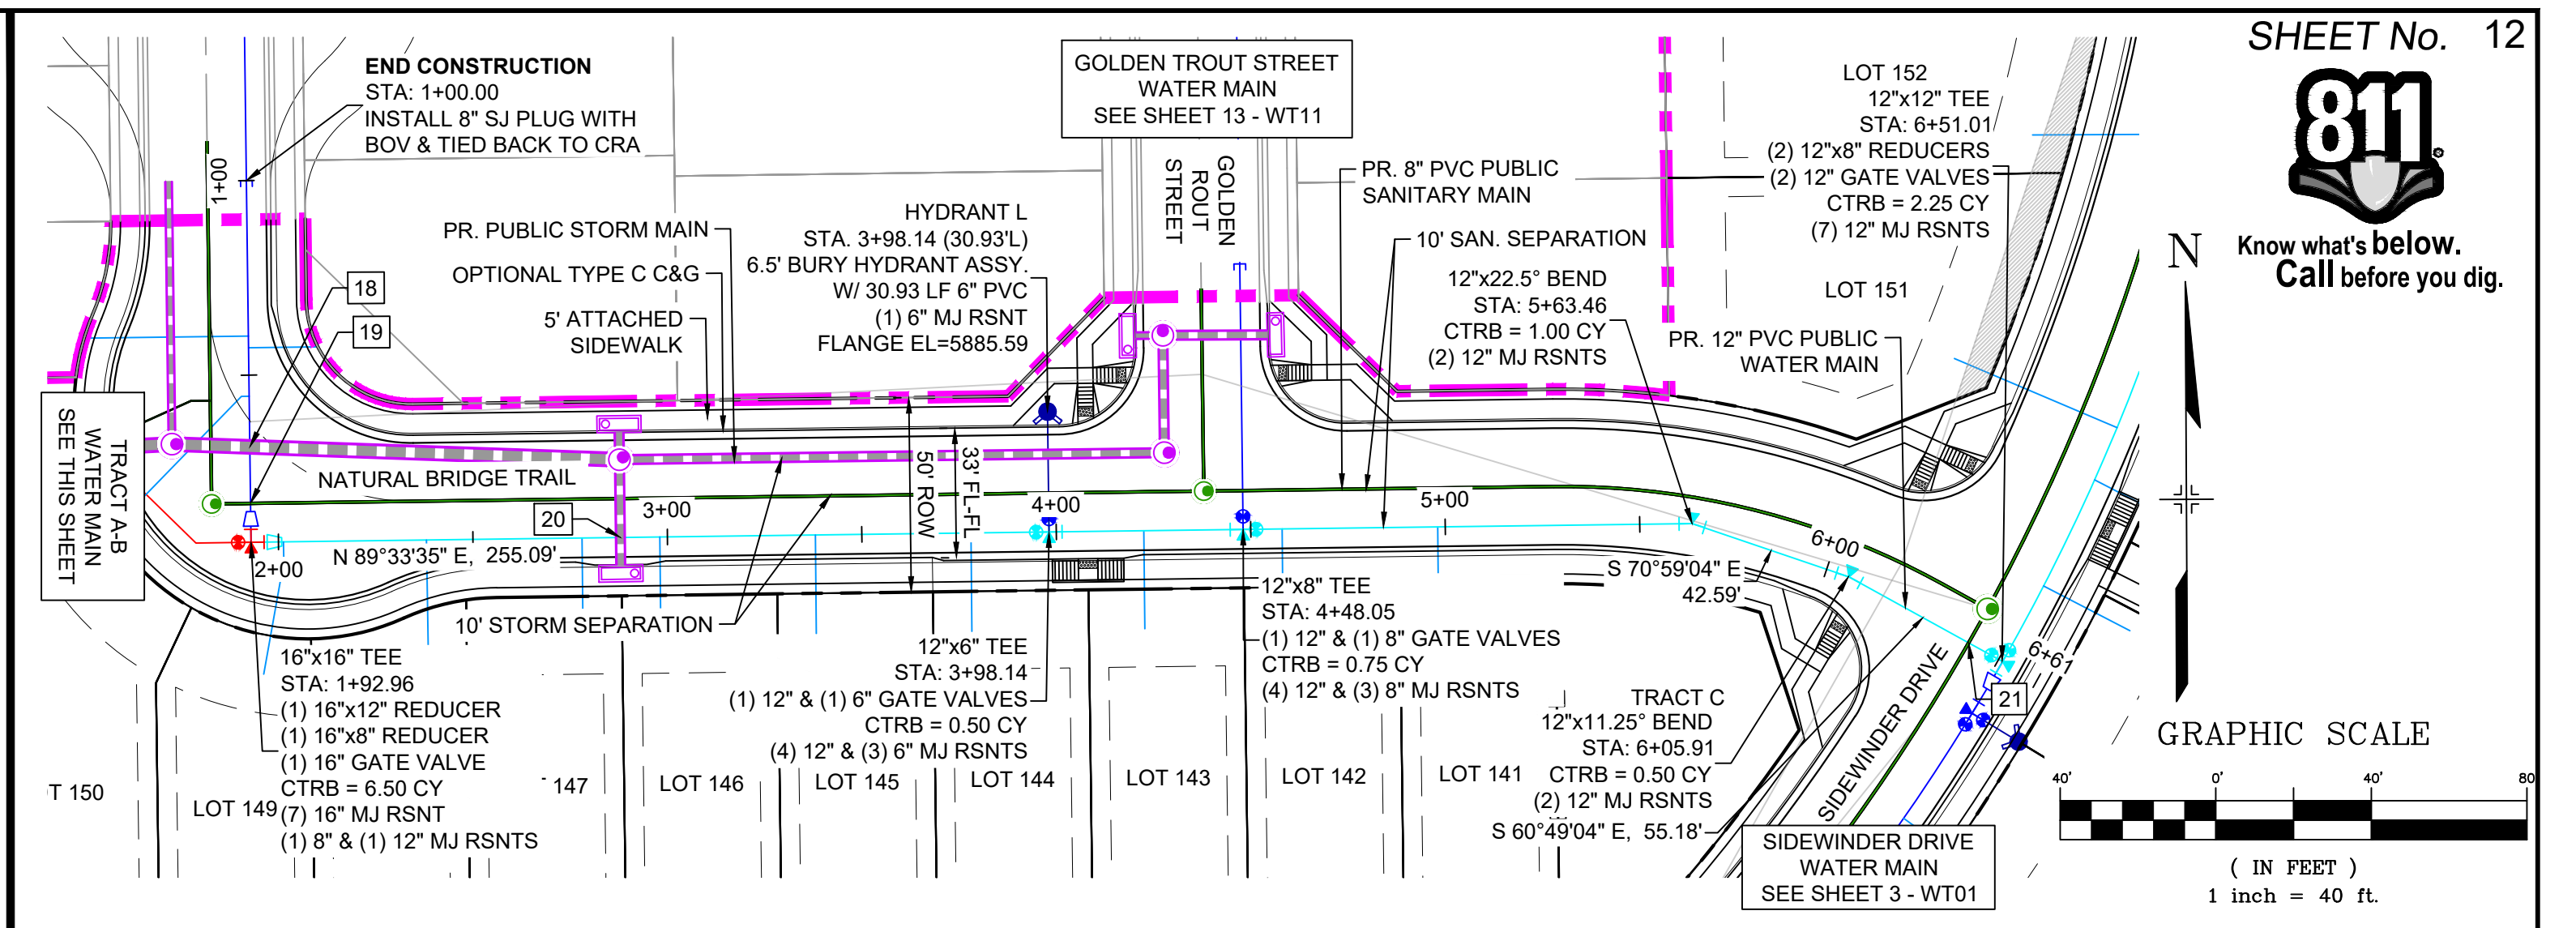 SHEET No. 12
811
Know what's below.
Call before you dig.
N
GRAPHIC SCALE
40' 0' 40' 80
( IN FEET )
1 inch = 40 ft.
END CONSTRUCTION
STA: 1+00.00
INSTALL 8" SJ PLUG WITH
BOV & TIED BACK TO CRA
1+00
GOLDEN TROUT STREET
WATER MAIN
SEE SHEET 13 - WT11
GOLDEN
ROUT
STREET
LOT 152
12"x12" TEE
STA: 6+51.01
(2) 12"x8" REDUCERS
(2) 12" GATE VALVES
CTRB = 2.25 CY
(7) 12" MJ RSNTS
LOT 151
PR. 8" PVC PUBLIC
SANITARY MAIN
10' SAN. SEPARATION
12"x22.5° BEND
STA: 5+63.46
CTRB = 1.00 CY
(2) 12" MJ RSNTS
PR. 12" PVC PUBLIC
WATER MAIN
HYDRANT L
STA. 3+98.14 (30.93'L)
6.5' BURY HYDRANT ASSY.
W/ 30.93 LF 6" PVC
(1) 6" MJ RSNT
FLANGE EL=5885.59
PR. PUBLIC STORM MAIN
OPTIONAL TYPE C C&G
5' ATTACHED
SIDEWALK
18
19
TRACT A-B
WATER MAIN
SEE THIS SHEET
NATURAL BRIDGE TRAIL
20
3+00
50' ROW
33' FL-FL
4+00
5+00
6+00
2+00
N 89°33'35" E, 255.09'
S 70°59'04" E
42.59'
10' STORM SEPARATION
16"x16" TEE
STA: 1+92.96
(1) 16"x12" REDUCER
(1) 16"x8" REDUCER
(1) 16" GATE VALVE
CTRB = 6.50 CY
(7) 16" MJ RSNT
(1) 8" & (1) 12" MJ RSNTS
12"x6" TEE
STA: 3+98.14
(1) 12" & (1) 6" GATE VALVES
CTRB = 0.50 CY
(4) 12" & (3) 6" MJ RSNTS
12"x8" TEE
STA: 4+48.05
(1) 12" & (1) 8" GATE VALVES
CTRB = 0.75 CY
(4) 12" & (3) 8" MJ RSNTS
TRACT C
12"x11.25° BEND
STA: 6+05.91
CTRB = 0.50 CY
(2) 12" MJ RSNTS
S 60°49'04" E, 55.18'
SIDEWINDER DRIVE
6+61
21
T 150
LOT 149
147
LOT 146
LOT 145
LOT 144
LOT 143
LOT 142
LOT 141
SIDEWINDER DRIVE
WATER MAIN
SEE SHEET 3 - WT01